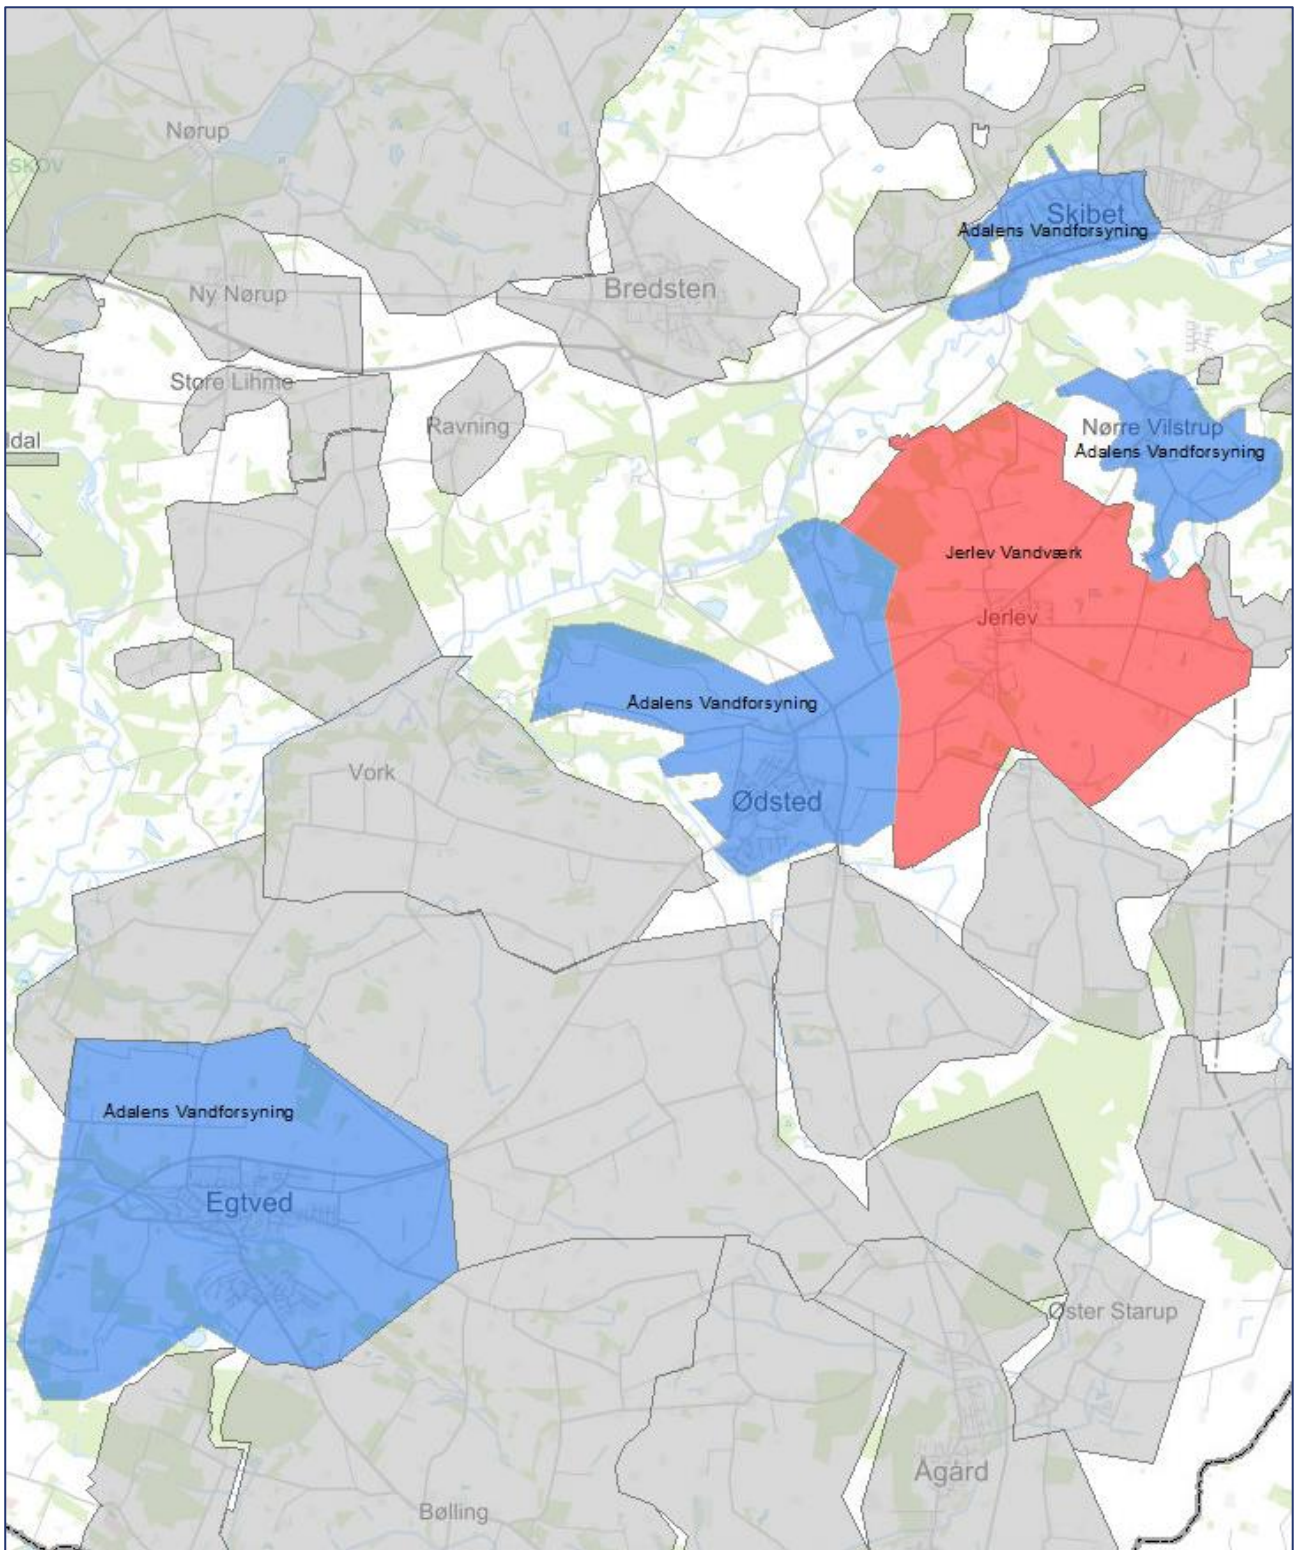 Nørup
SKOV
Skibet
Ådalens Vandforsyning
Ny Nørup
Bredsten
Store Lihme
Ravning
Nørre Vilstrup
Ådalens Vandforsyning
ldal
Jerlev Vandværk
Jerlev
Ådalens Vandforsyning
Vork
Ødsted
Ådalens Vandforsyning
Egtved
Øster Starup
Ågård
Bølling